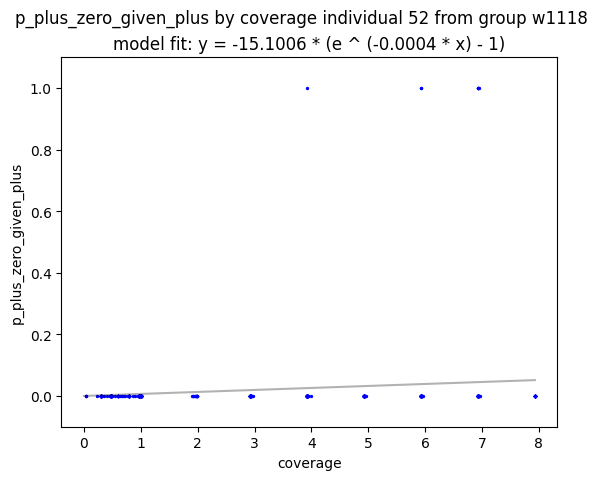 p_plus_zero_given_plus by coverage individual 52 from group w1118
model fit: y = -15.1006 * (e ^ (-0.0004 * x) - 1)
1.0
0.8
0.6
0.4
0.2
0.0
p_plus_zero_given_plus
0 1 2 3 4 5 6 7 8
coverage